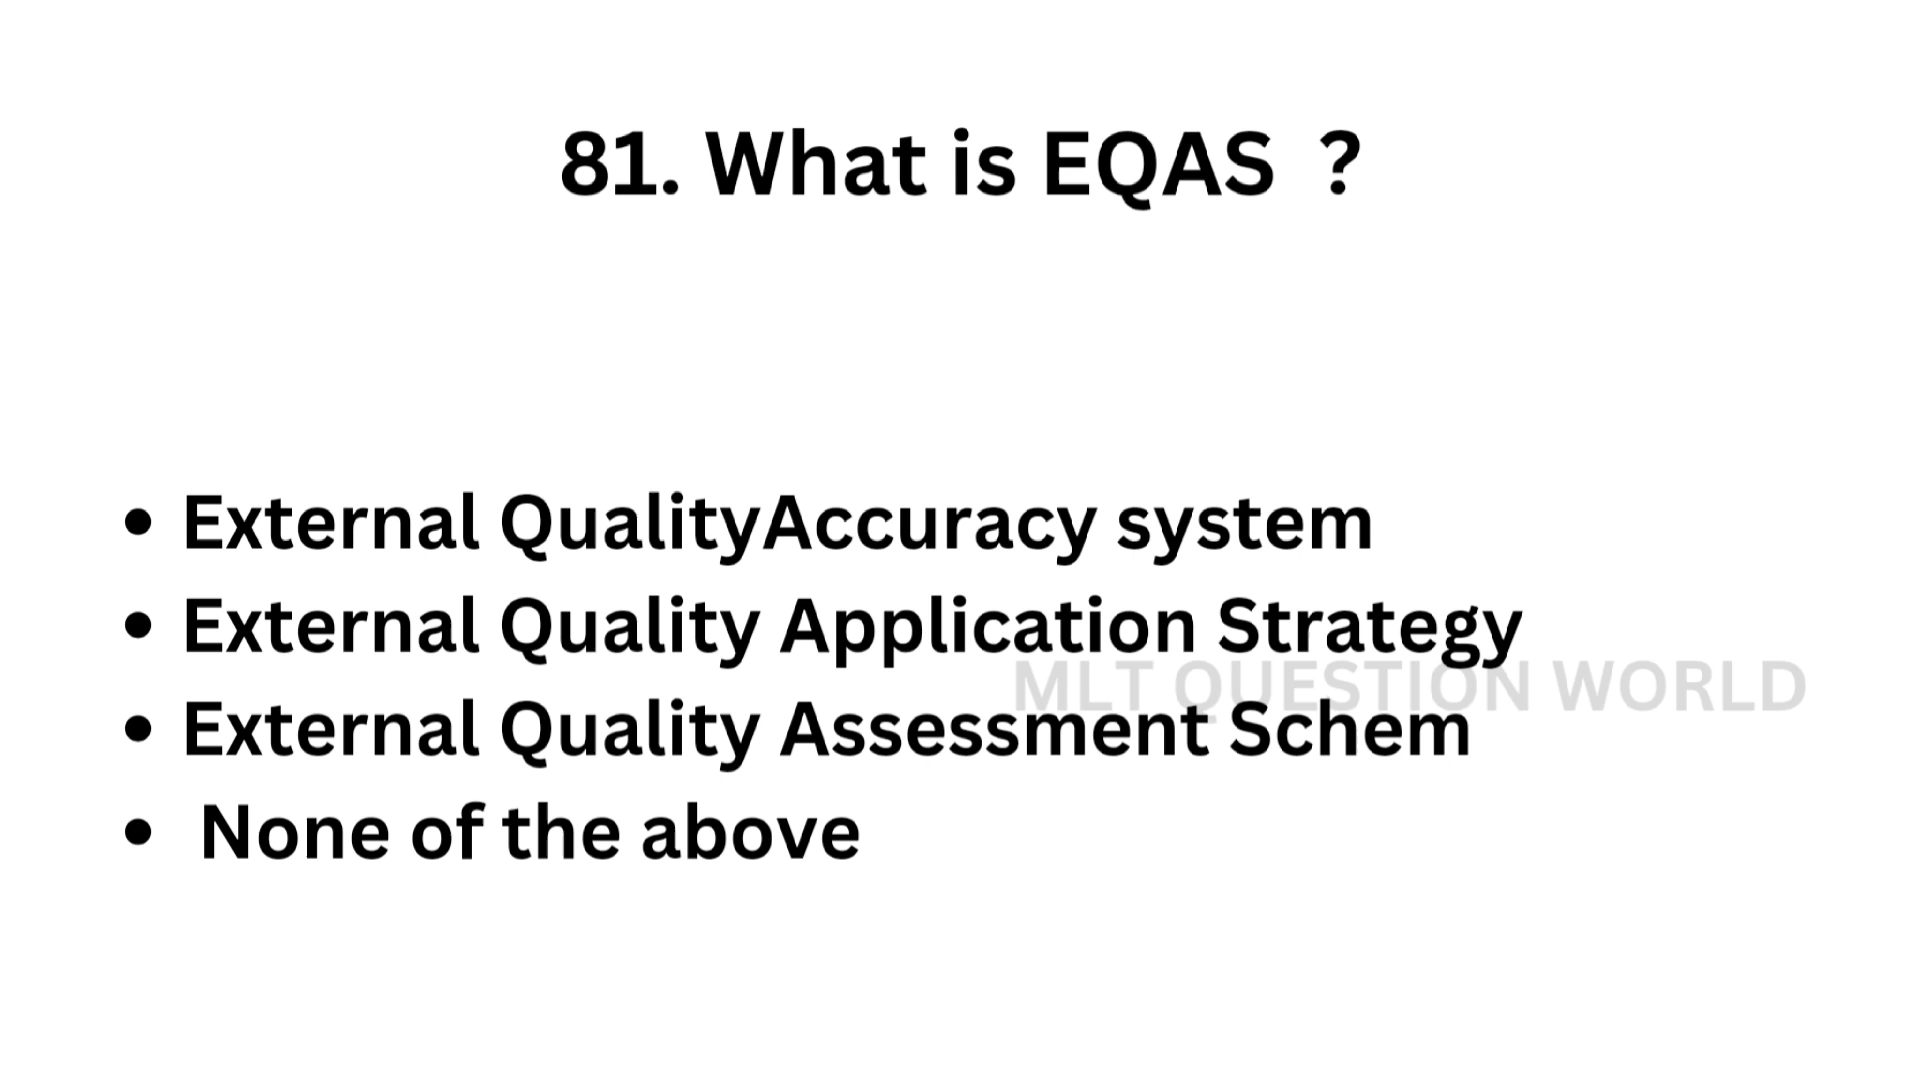 81. What is EQAS ?
• External QualityAccuracy system
• External Quality Application Strategy
MLT QUESTION WORLD
• External Quality Assessment Schem
• None of the above